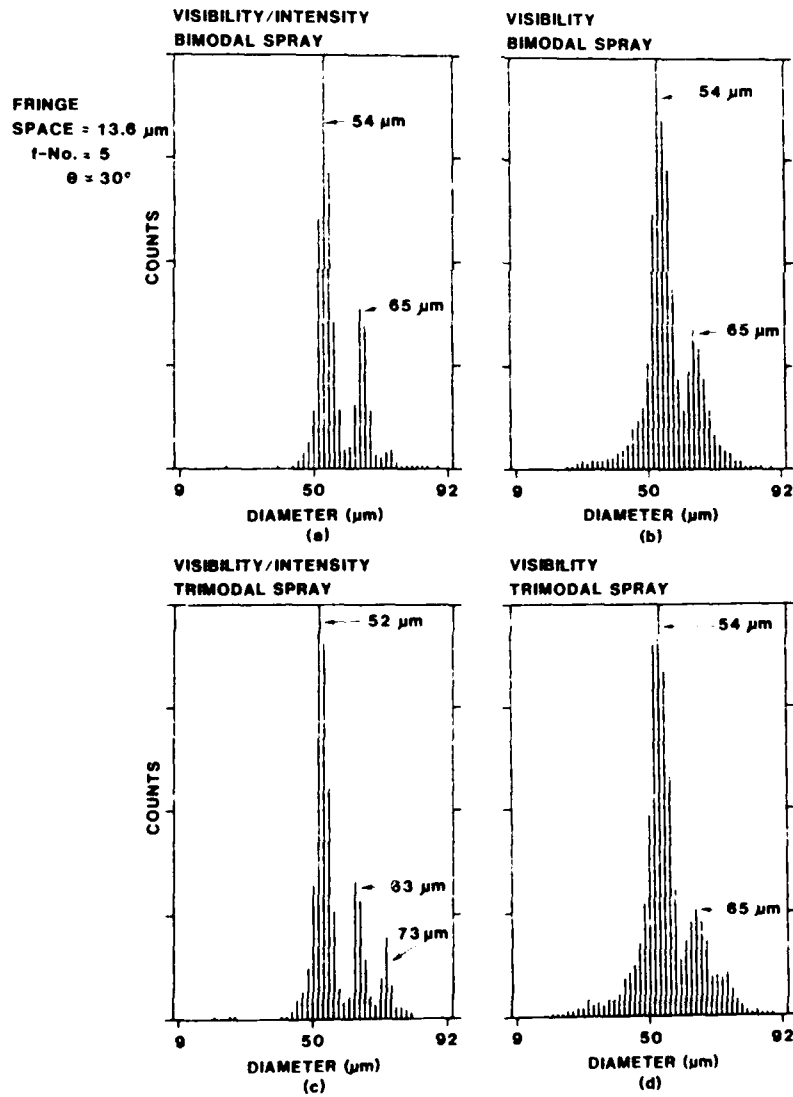 VISIBILITY/INTENSITY
BIMODAL SPRAY
FRINGE
SPACE = 13.6 µm
f-No. = 5
θ = 30°
COUNTS
54 µm
65 µm
9
50
92
DIAMETER (µm)
(a)
VISIBILITY
BIMODAL SPRAY
54 µm
65 µm
9
50
92
DIAMETER (µm)
(b)
VISIBILITY/INTENSITY
TRIMODAL SPRAY
COUNTS
52 µm
63 µm
73 µm
9
50
92
DIAMETER (µm)
(c)
VISIBILITY
TRIMODAL SPRAY
54 µm
65 µm
9
50
92
DIAMETER (µm)
(d)